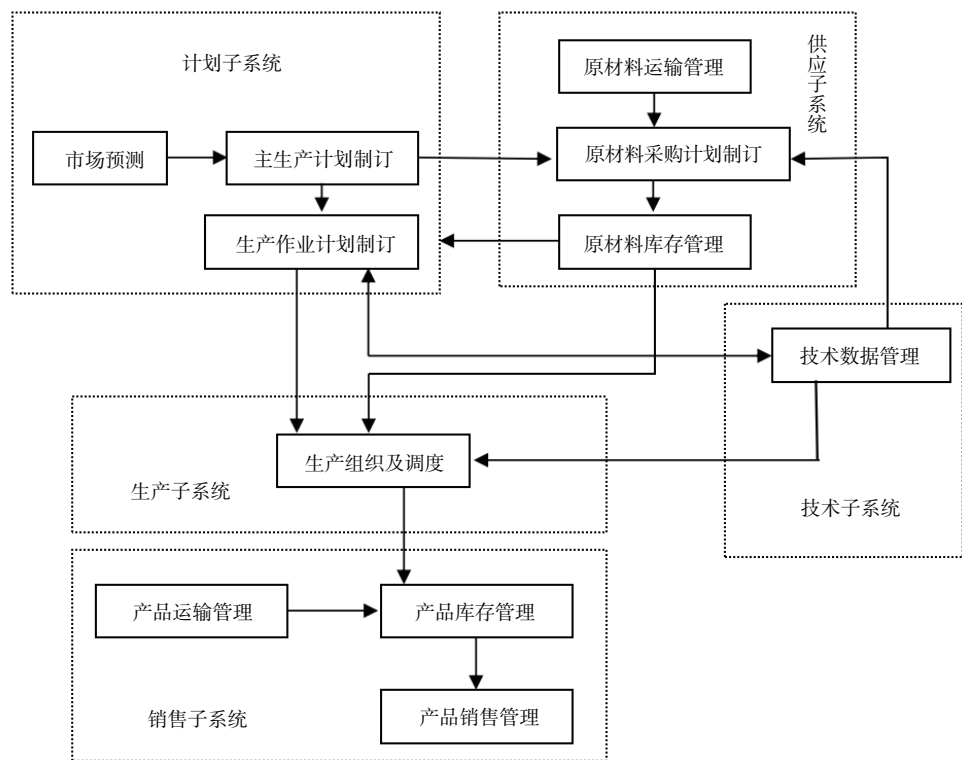 计划子系统
市场预测
主生产计划制订
生产作业计划制订
供应子系统
原材料运输管理
原材料采购计划制订
原材料库存管理
技术数据管理
技术子系统
生产组织及调度
生产子系统
产品运输管理
产品库存管理
产品销售管理
销售子系统